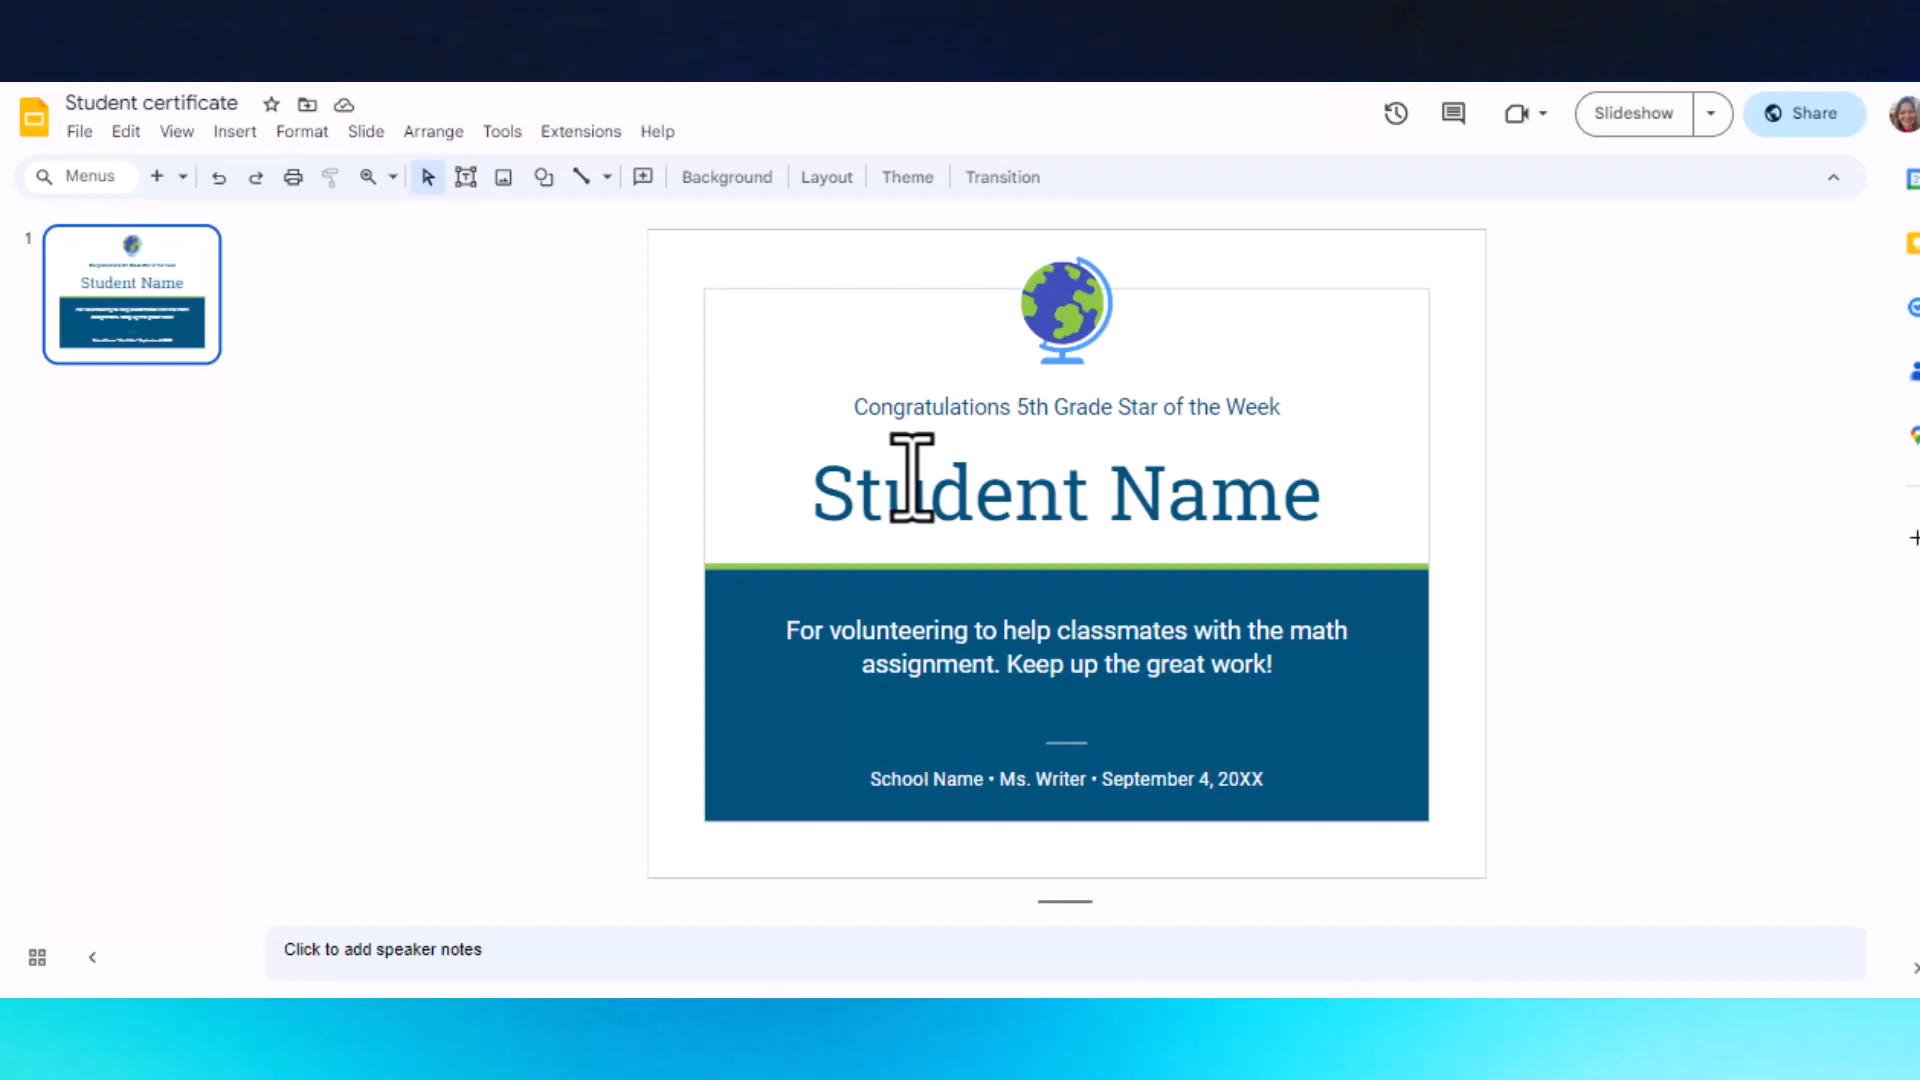 Student certificate
File Edit View Insert Format Slide Arrange Tools Extensions Help
Slideshow
Share
Menus
Background Layout Theme Transition
1
Student Name
Congratulations 5th Grade Star of the Week
Student Name
For volunteering to help classmates with the math
assignment. Keep up the great work!
School Name • Ms. Writer • September 4, 20XX
Click to add speaker notes